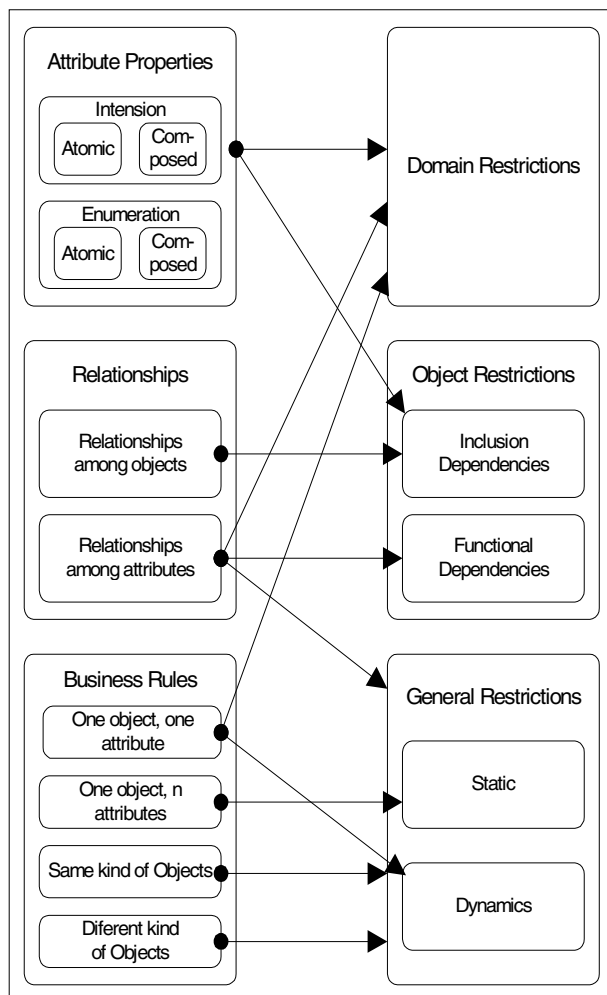 Attribute Properties
Intension
Atomic
Com-
posed
Enumeration
Atomic
Com-
posed
Relationships
Relationships
among objects
Relationships
among attributes
Business Rules
One object, one
attribute
One object, n
attributes
Same kind of Objects
Diferent kind
of Objects
Domain Restrictions
Object Restrictions
Inclusion
Dependencies
Functional
Dependencies
General Restrictions
Static
Dynamics